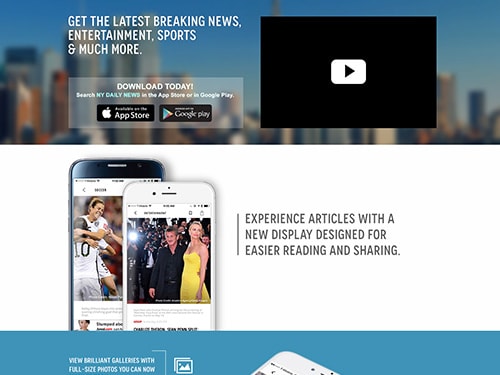 GET THE LATEST BREAKING NEWS,
ENTERTAINMENT, SPORTS
& MUCH MORE.
DOWNLOAD TODAY!
Search NY DAILY NEWS in the App Store or in Google Play.
Available on the
App Store
Google play
SOCCER
ENTERTAINMENT
EXPERIENCE ARTICLES WITH A
NEW DISPLAY DESIGNED FOR
EASIER READING AND SHARING.
Slumped about
CHARLIZE THERON, SEAN PENN SPLIT:
VIEW BRILLIANT GALLERIES WITH
FULL-SIZE PHOTOS YOU CAN NOW